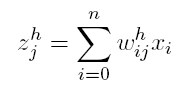 $z_j^h = \sum_{i=0}^{n} w_{ij}^h x_i$